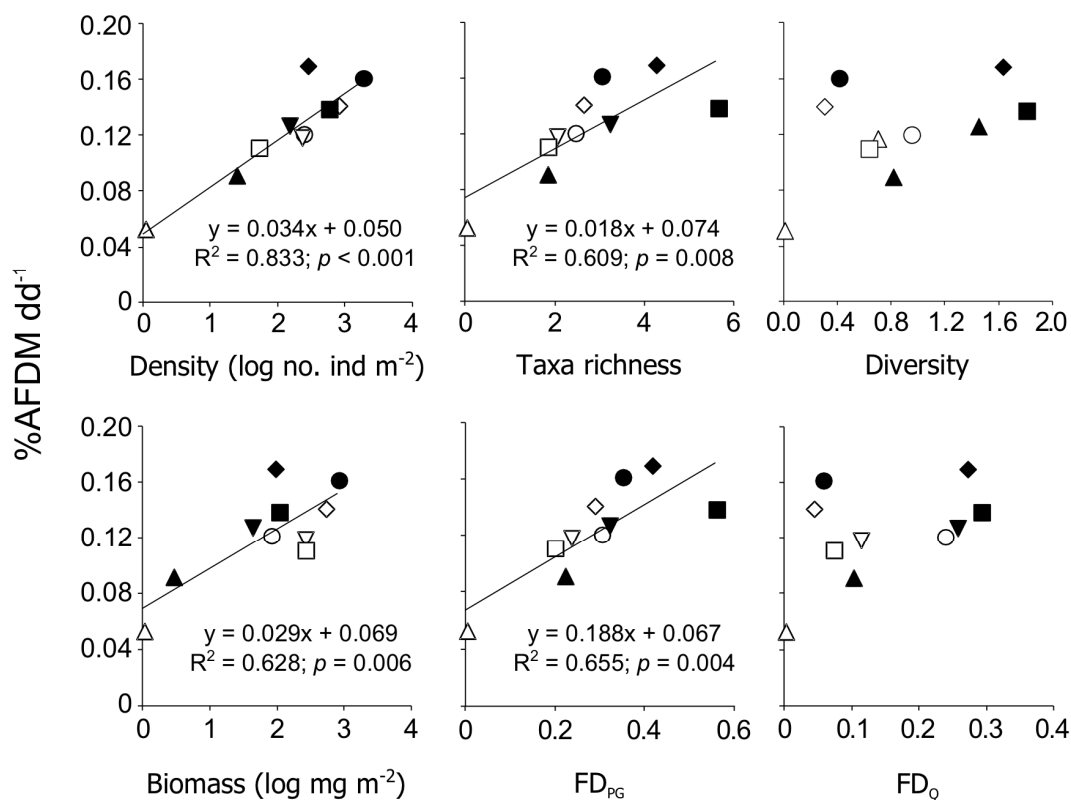 %AFDM dd⁻¹
0.20
0.16
0.12
0.08
0.04
0
y = 0.034x + 0.050
R² = 0.833; p < 0.001
0 1 2 3 4
Density (log no. ind m⁻²)
y = 0.018x + 0.074
R² = 0.609; p = 0.008
0 2 4 6
Taxa richness
0.0 0.4 0.8 1.2 1.6 2.0
Diversity
0.20
0.16
0.12
0.08
0.04
0
y = 0.029x + 0.069
R² = 0.628; p = 0.006
0 1 2 3 4
Biomass (log mg m⁻²)
y = 0.188x + 0.067
R² = 0.655; p = 0.004
0 0.2 0.4 0.6
FD_PG
0 0.1 0.2 0.3 0.4
FD_Q